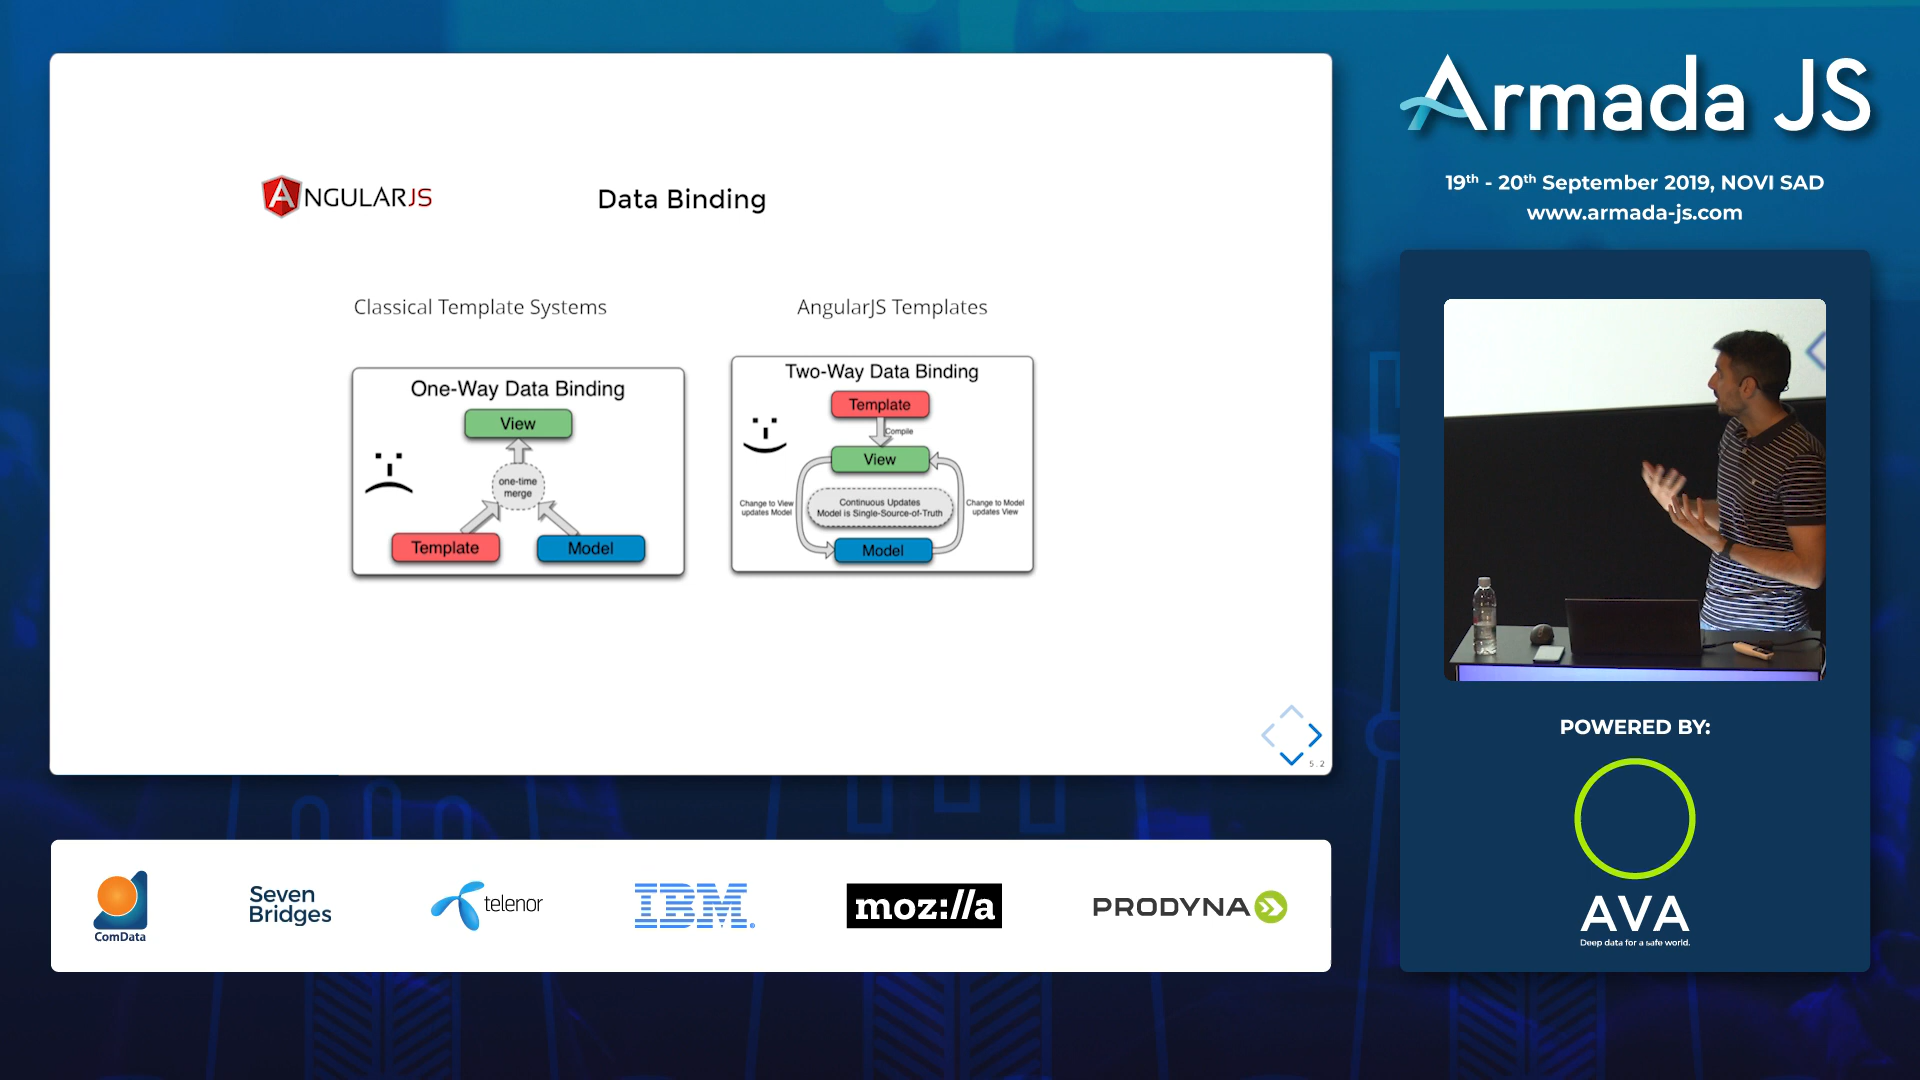 ANGULARJS
Data Binding
Classical Template Systems
AngularJS Templates
One-Way Data Binding
View
one-time
merge
Template
Model
Two-Way Data Binding
Template
Compile
View
Change to View
updates Model
Continuous Updates
Model is Single-Source-of-Truth
Change to Model
updates View
Model
5.2
Armada JS
19th - 20th September 2019, NOVI SAD
www.armada-js.com
POWERED BY:
AVA
Deep data for a safe world.
ComData
Seven
Bridges
telenor
IBM®
moz://a
PRODYNA